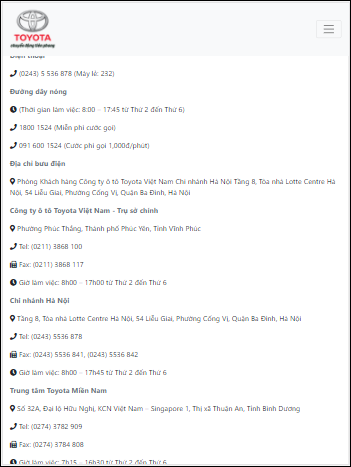 TOYOTA
chuyển động tiên phong
Điện thoại
(0243) 5 536 878 (Máy lẻ: 232)
Đường dây nóng
(Thời gian làm việc: 8:00 – 17:45 từ Thứ 2 đến Thứ 6)
1800 1524 (Miễn phí cước gọi)
091 600 1524 (Cước phí gọi 1,000đ/phút)
Địa chỉ bưu điện
Phòng Khách hàng Công ty ô tô Toyota Việt Nam Chi nhánh Hà Nội Tầng 8, Tòa nhà Lotte Centre Hà
Nội, 54 Liễu Giai, Phường Cống Vị, Quận Ba Đình, Hà Nội
Công ty ô tô Toyota Việt Nam - Trụ sở chính
Phường Phúc Thắng, Thành phố Phúc Yên, Tỉnh Vĩnh Phúc
Tel: (0211) 3868 100
Fax: (0211) 3868 117
Giờ làm việc: 8h00 – 17h00 từ Thứ 2 đến Thứ 6
Chi nhánh Hà Nội
Tầng 8, Tòa nhà Lotte Centre Hà Nội, 54 Liễu Giai, Phường Cống Vị, Quận Ba Đình, Hà Nội
Tel: (0243) 5536 878
Fax: (0243) 5536 841, (0243) 5536 842
Giờ làm việc: 8h00 – 17h45 từ Thứ 2 đến Thứ 6
Trung tâm Toyota Miền Nam
Số 32A, Đại lộ Hữu Nghị, KCN Việt Nam – Singapore 1, Thị xã Thuận An, Tỉnh Bình Dương
Tel: (0274) 3782 909
Fax: (0274) 3784 808
Giờ làm việc: 7h15 – 16h30 từ Thứ 2 đến Thứ 6